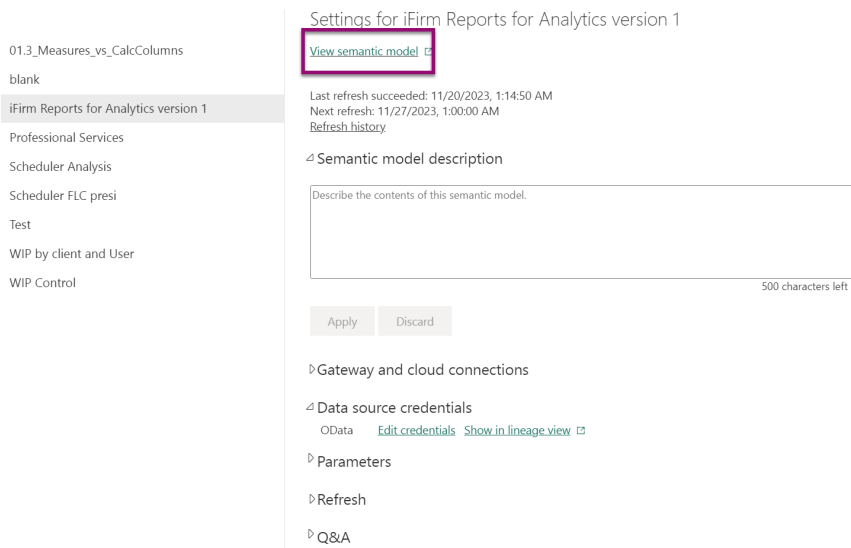 Settings for iFirm Reports for Analytics version 1
View semantic model
01.3_Measures_vs_CalcColumns
blank
iFirm Reports for Analytics version 1
Professional Services
Scheduler Analysis
Scheduler FLC presi
Test
WIP by client and User
WIP Control
Last refresh succeeded: 11/20/2023, 1:14:50 AM
Next refresh: 11/27/2023, 1:00:00 AM
Refresh history
Semantic model description
Describe the contents of this semantic model.
500 characters left
Apply Discard
Gateway and cloud connections
Data source credentials
OData Edit credentials Show in lineage view
Parameters
Refresh
Q&A